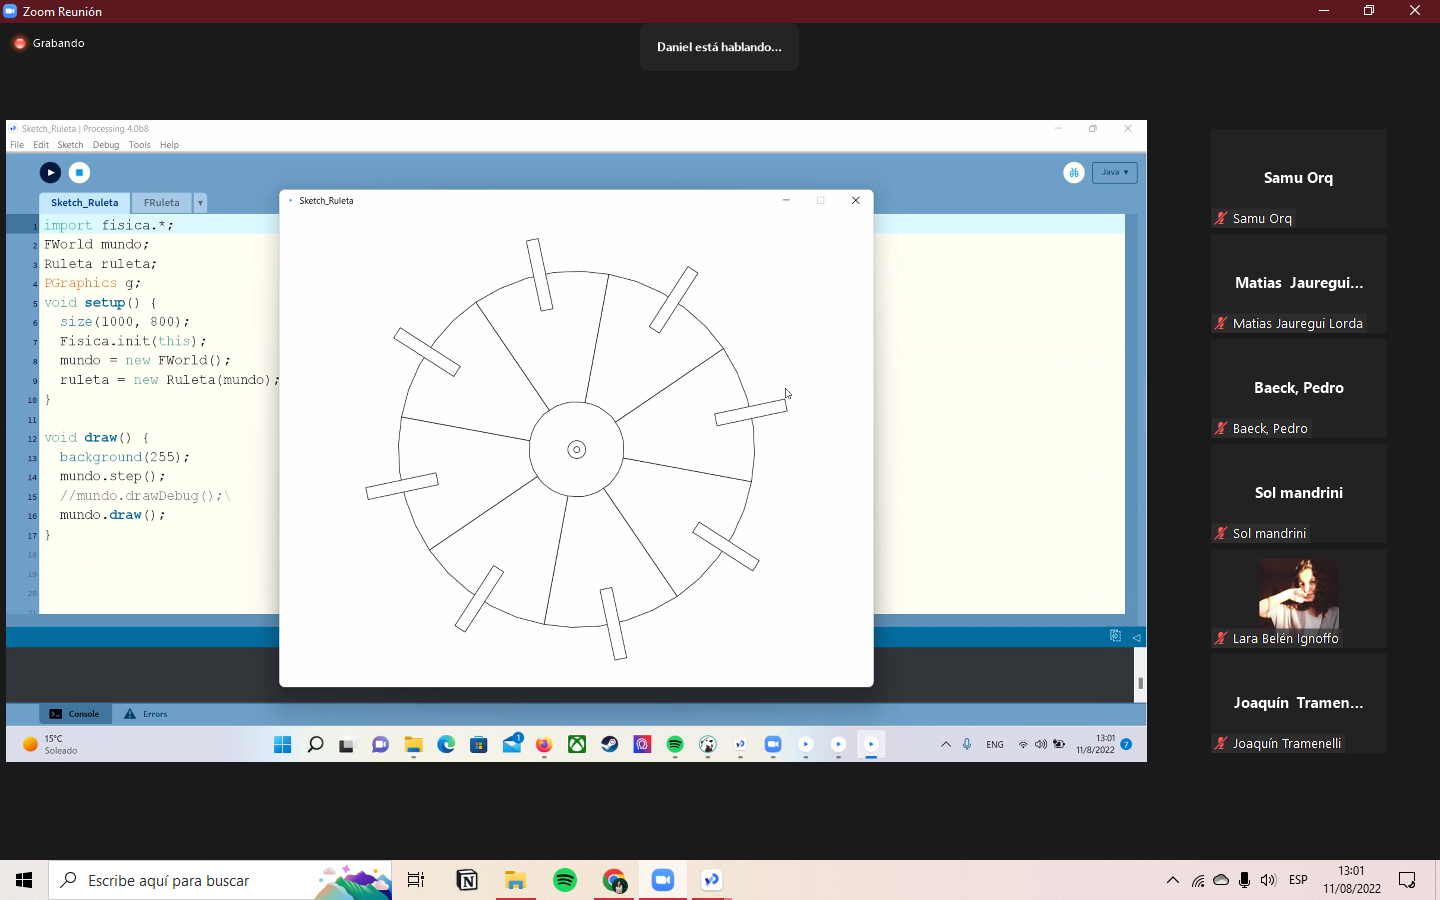 Zoom Reunión
Grabando
Daniel está hablando...
Sketch_Ruleta | Processing 4.0b8
File Edit Sketch Debug Tools Help
Java ▾
Sketch_Ruleta FRuleta ▾
Sketch_Ruleta
1 import fisica.*;
2 FWorld mundo;
3 Ruleta ruleta;
4 PGraphics g;
5 void setup() {
6 size(1000, 800);
7 Fisica.init(this);
8 mundo = new FWorld();
9 ruleta = new Ruleta(mundo);
10 }
11
12 void draw() {
13 background(255);
14 mundo.step();
15 //mundo.drawDebug();\
16 mundo.draw();
17 }
18
19
20
21
Console Errors
15°C
Soleado
1
ENG
13:01
11/8/2022
7
Samu Orq
Samu Orq
Matias Jauregui...
Matias Jauregui Lorda
Baeck, Pedro
Baeck, Pedro
Sol mandrini
Sol mandrini
Lara Belén Ignoffo
Joaquín Tramen...
Joaquín Tramenelli
Escribe aquí para buscar
ESP
13:01
11/08/2022